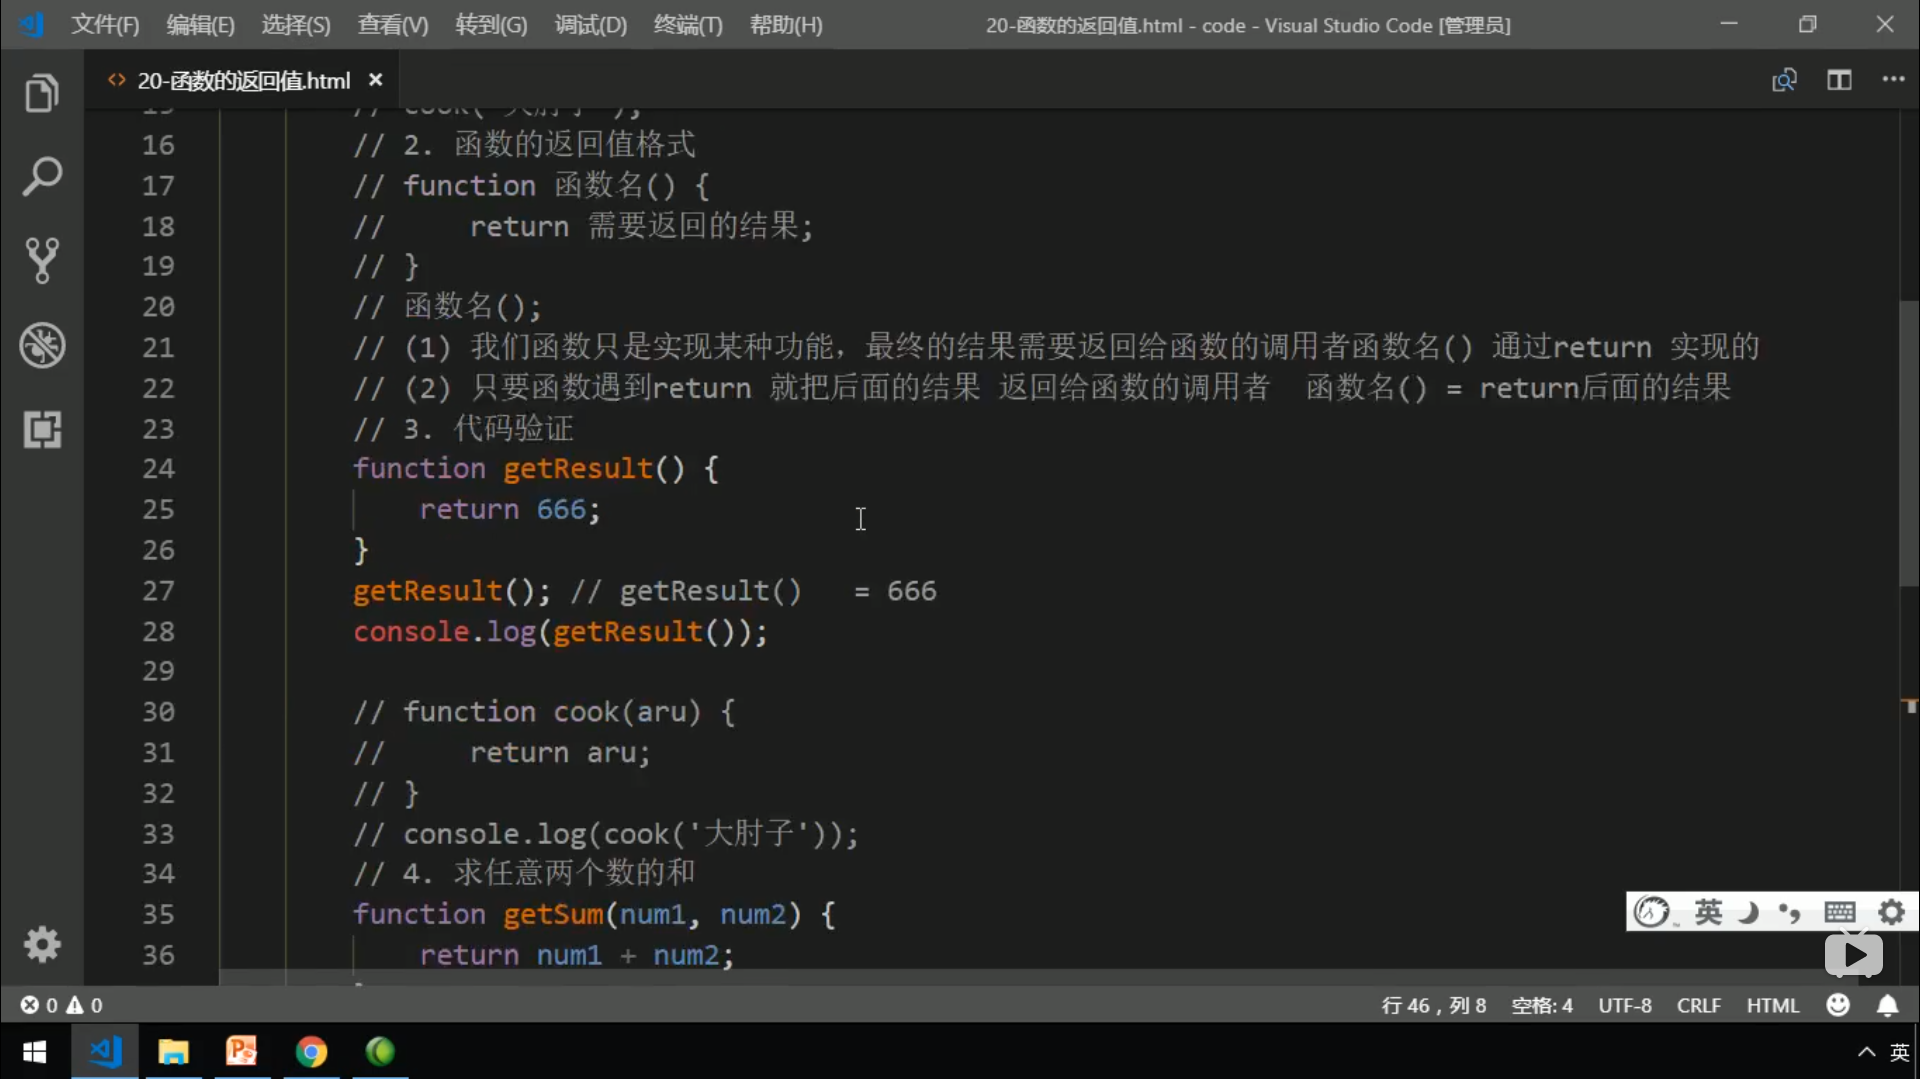 文件(F) 编辑(E) 选择(S) 查看(V) 转到(G) 调试(D) 终端(T) 帮助(H) 20-函数的返回值.html - code - Visual Studio Code [管理员]
20-函数的返回值.html
15 // cook('大肘子');
16 // 2. 函数的返回值格式
17 // function 函数名() {
18 //     return 需要返回的结果;
19 // }
20 // 函数名();
21 // (1) 我们函数只是实现某种功能，最终的结果需要返回给函数的调用者函数名() 通过return 实现的
22 // (2) 只要函数遇到return 就把后面的结果 返回给函数的调用者  函数名() = return后面的结果
23 // 3. 代码验证
24 function getResult() {
25     return 666;
26 }
27 getResult(); // getResult()   = 666
28 console.log(getResult());
29
30 // function cook(aru) {
31 //     return aru;
32 // }
33 // console.log(cook('大肘子'));
34 // 4. 求任意两个数的和
35 function getSum(num1, num2) {
36     return num1 + num2;
英
0 0 行 46，列 8 空格: 4 UTF-8 CRLF HTML
英